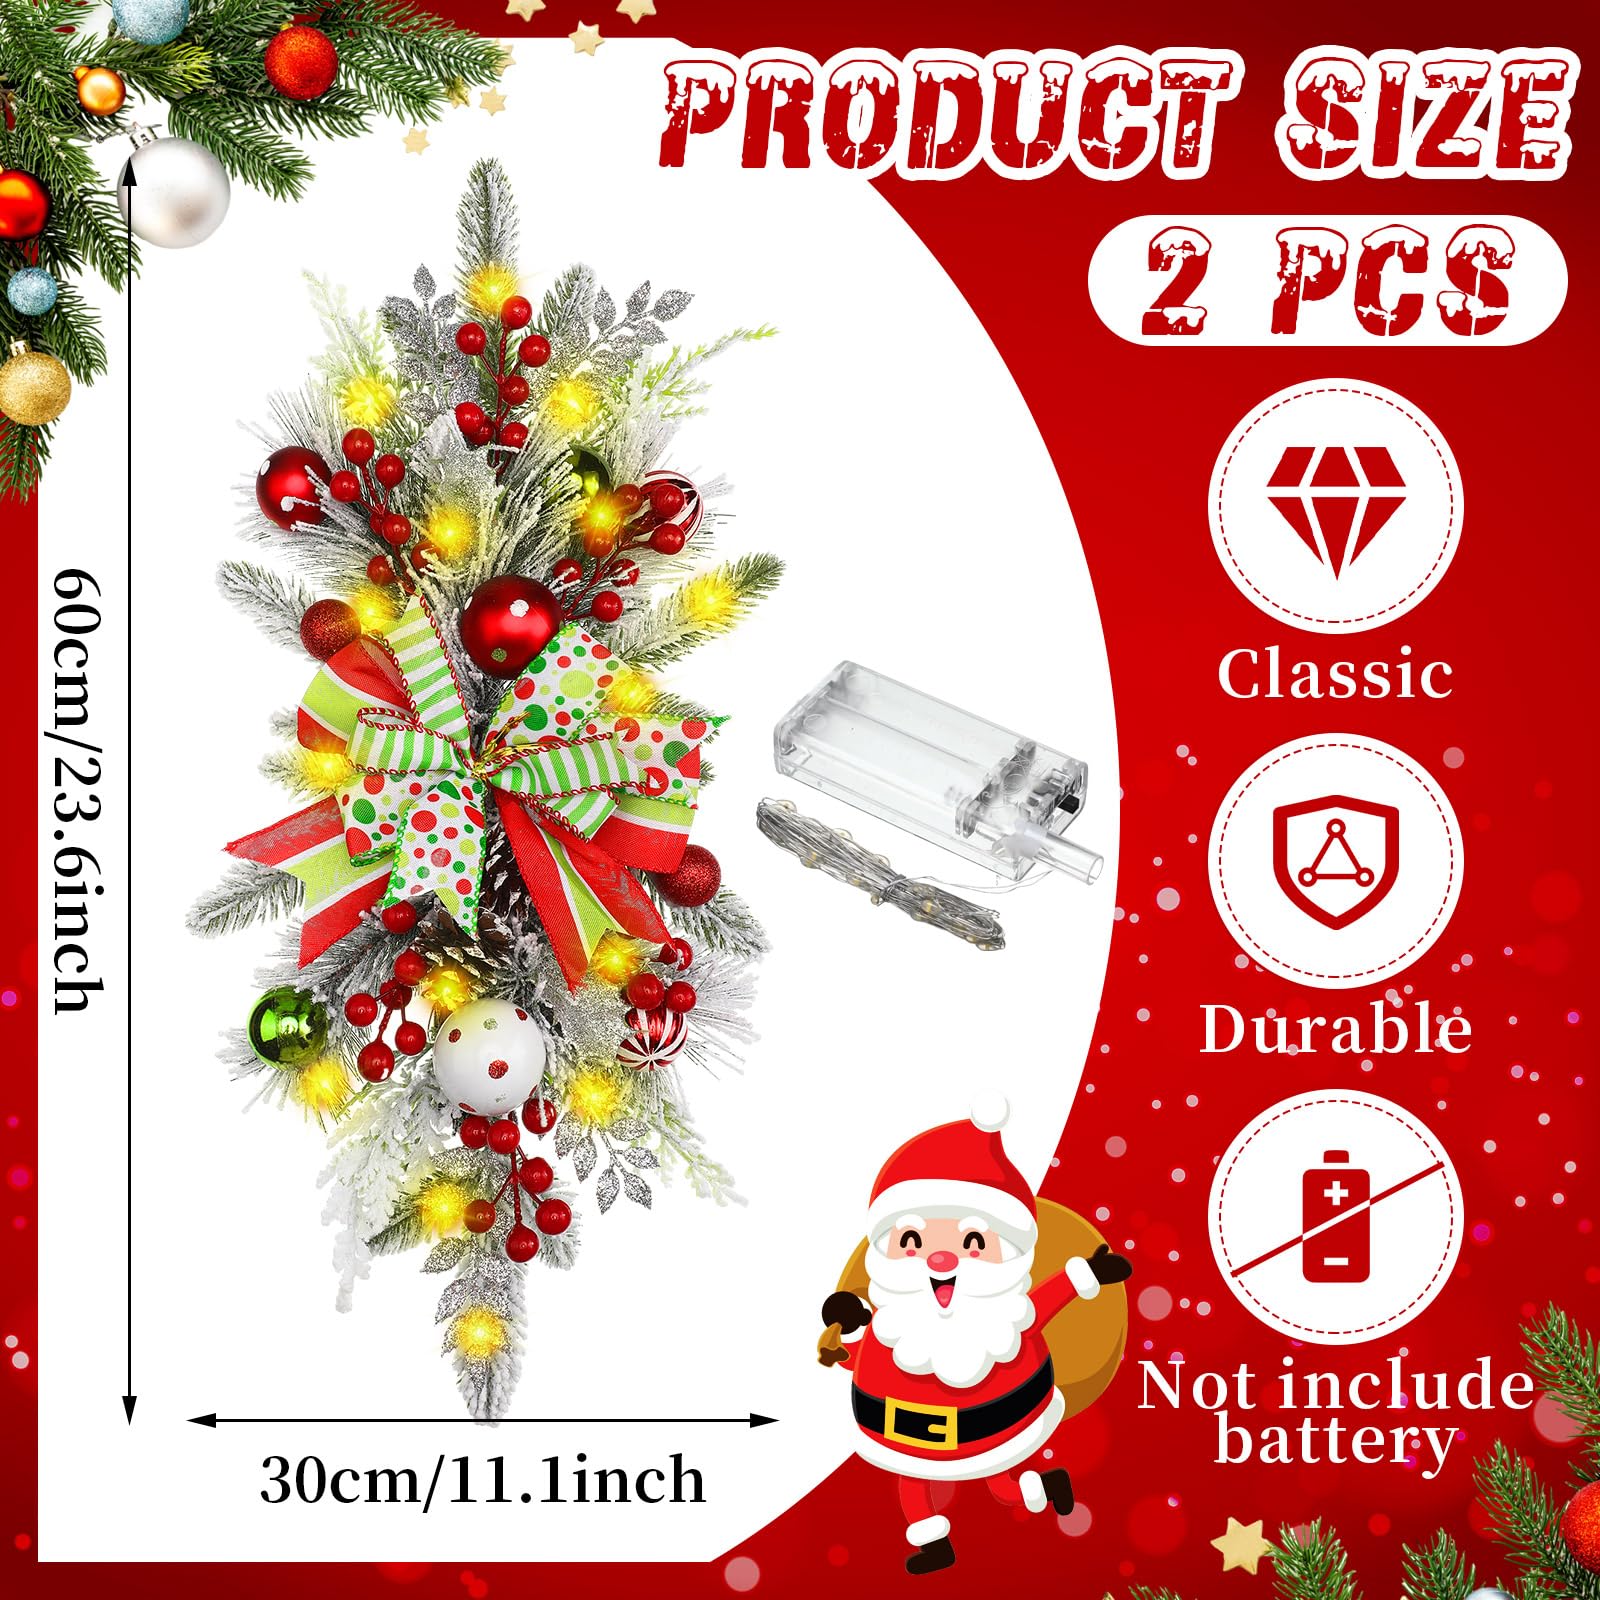 PRODUCT SIZE
2 PCS
60cm/23.6inch
30cm/11.1inch
Classic
Durable
Not include
battery